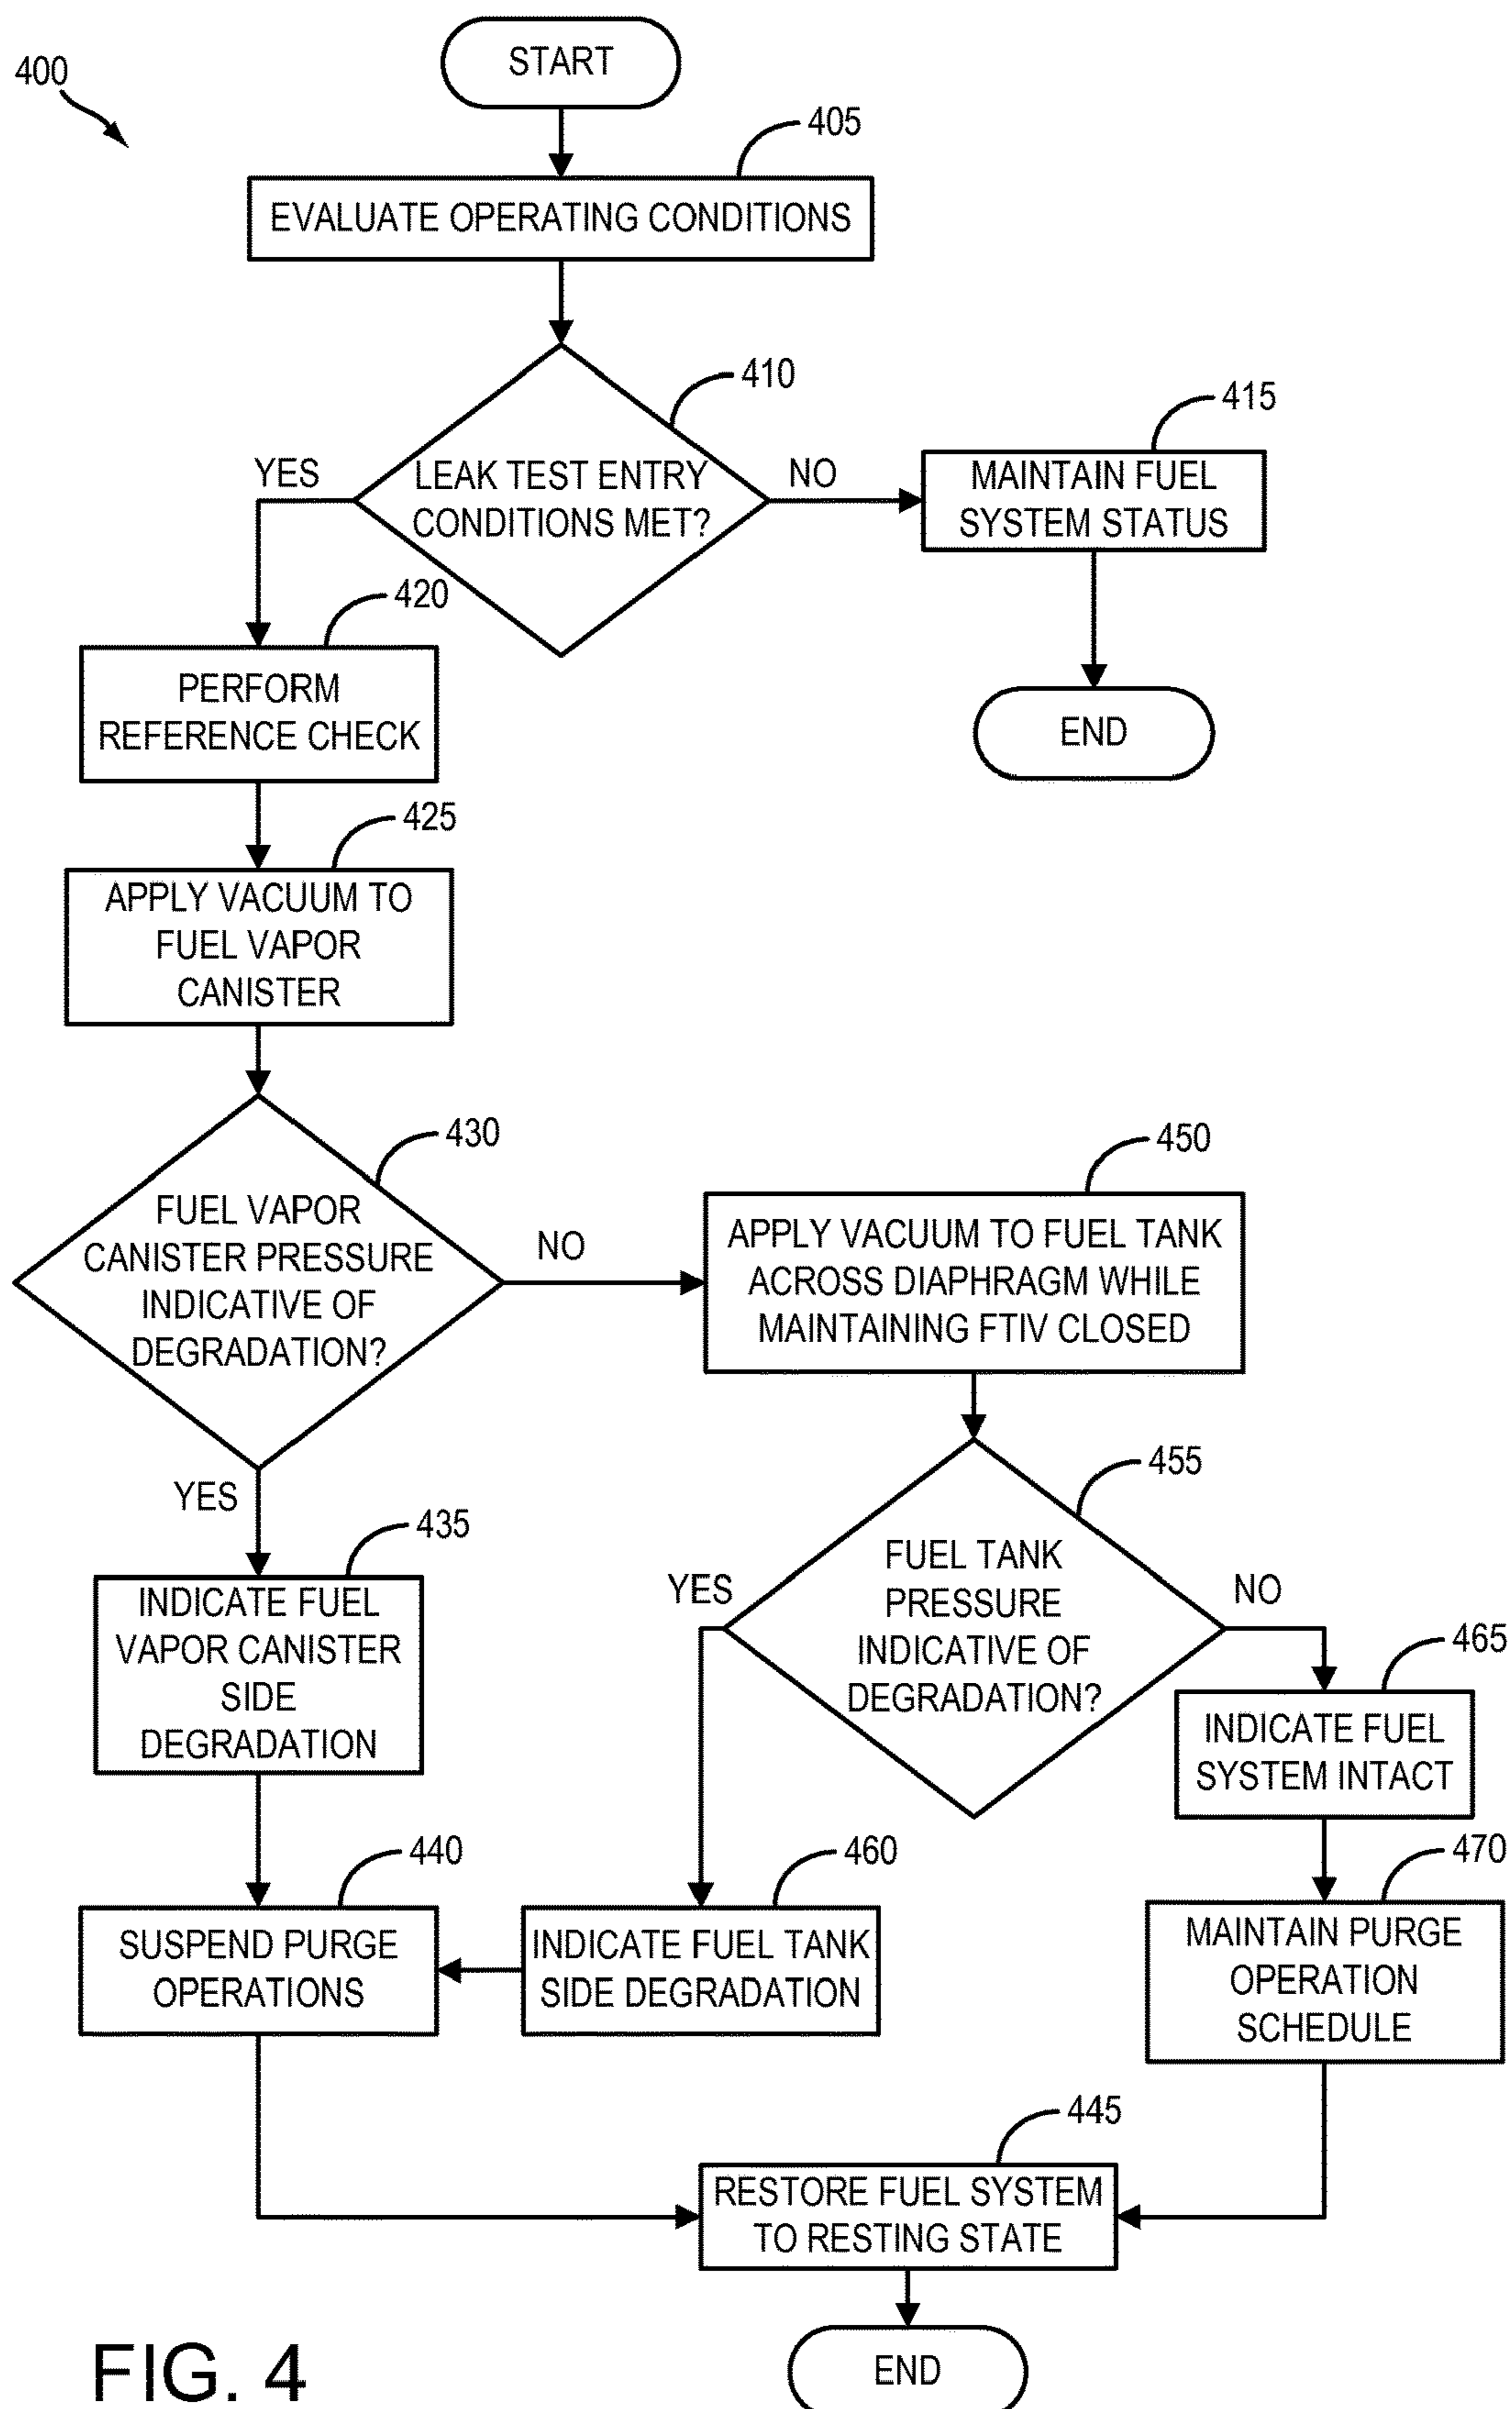 400
START
405
EVALUATE OPERATING CONDITIONS
410
LEAK TEST ENTRY
CONDITIONS MET?
YES
NO
415
MAINTAIN FUEL
SYSTEM STATUS
END
420
PERFORM
REFERENCE CHECK
425
APPLY VACUUM TO
FUEL VAPOR
CANISTER
430
FUEL VAPOR
CANISTER PRESSURE
INDICATIVE OF
DEGRADATION?
NO
YES
450
APPLY VACUUM TO FUEL TANK
ACROSS DIAPHRAGM WHILE
MAINTAINING FTIV CLOSED
455
FUEL TANK
PRESSURE
INDICATIVE OF
DEGRADATION?
YES
NO
435
INDICATE FUEL
VAPOR CANISTER
SIDE
DEGRADATION
465
INDICATE FUEL
SYSTEM INTACT
440
SUSPEND PURGE
OPERATIONS
460
INDICATE FUEL TANK
SIDE DEGRADATION
470
MAINTAIN PURGE
OPERATION
SCHEDULE
445
RESTORE FUEL SYSTEM
TO RESTING STATE
END
FIG. 4